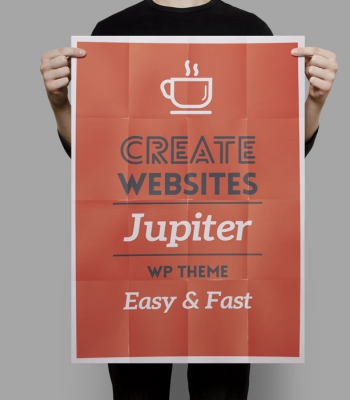 CREATE
WEBSITES
Jupiter
WP THEME
Easy & Fast